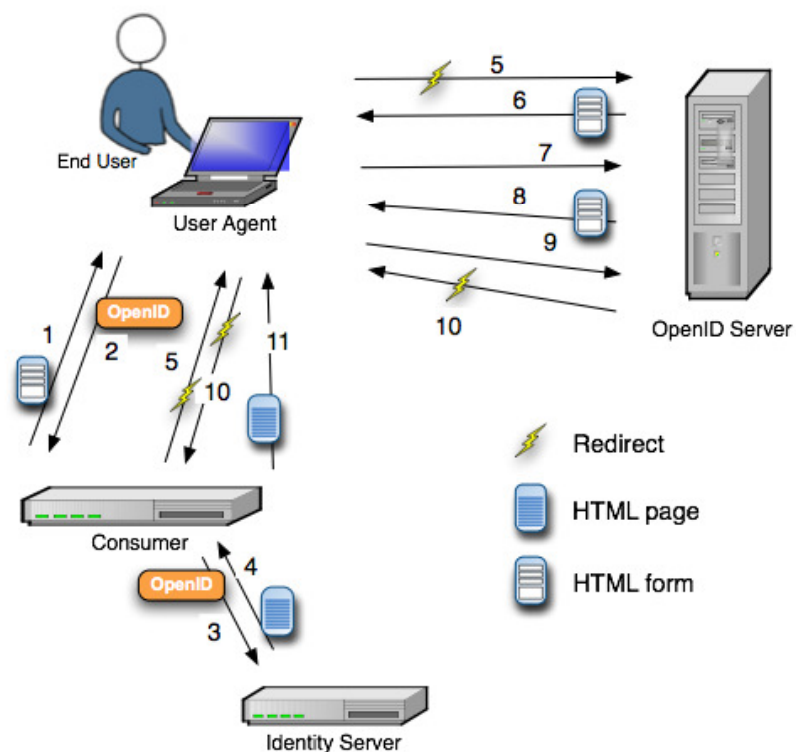 5
6
End User
7
User Agent
8
9
10
OpenID Server
1
OpenID
2
5
10
11
Redirect
HTML page
Consumer
OpenID
4
3
HTML form
Identity Server